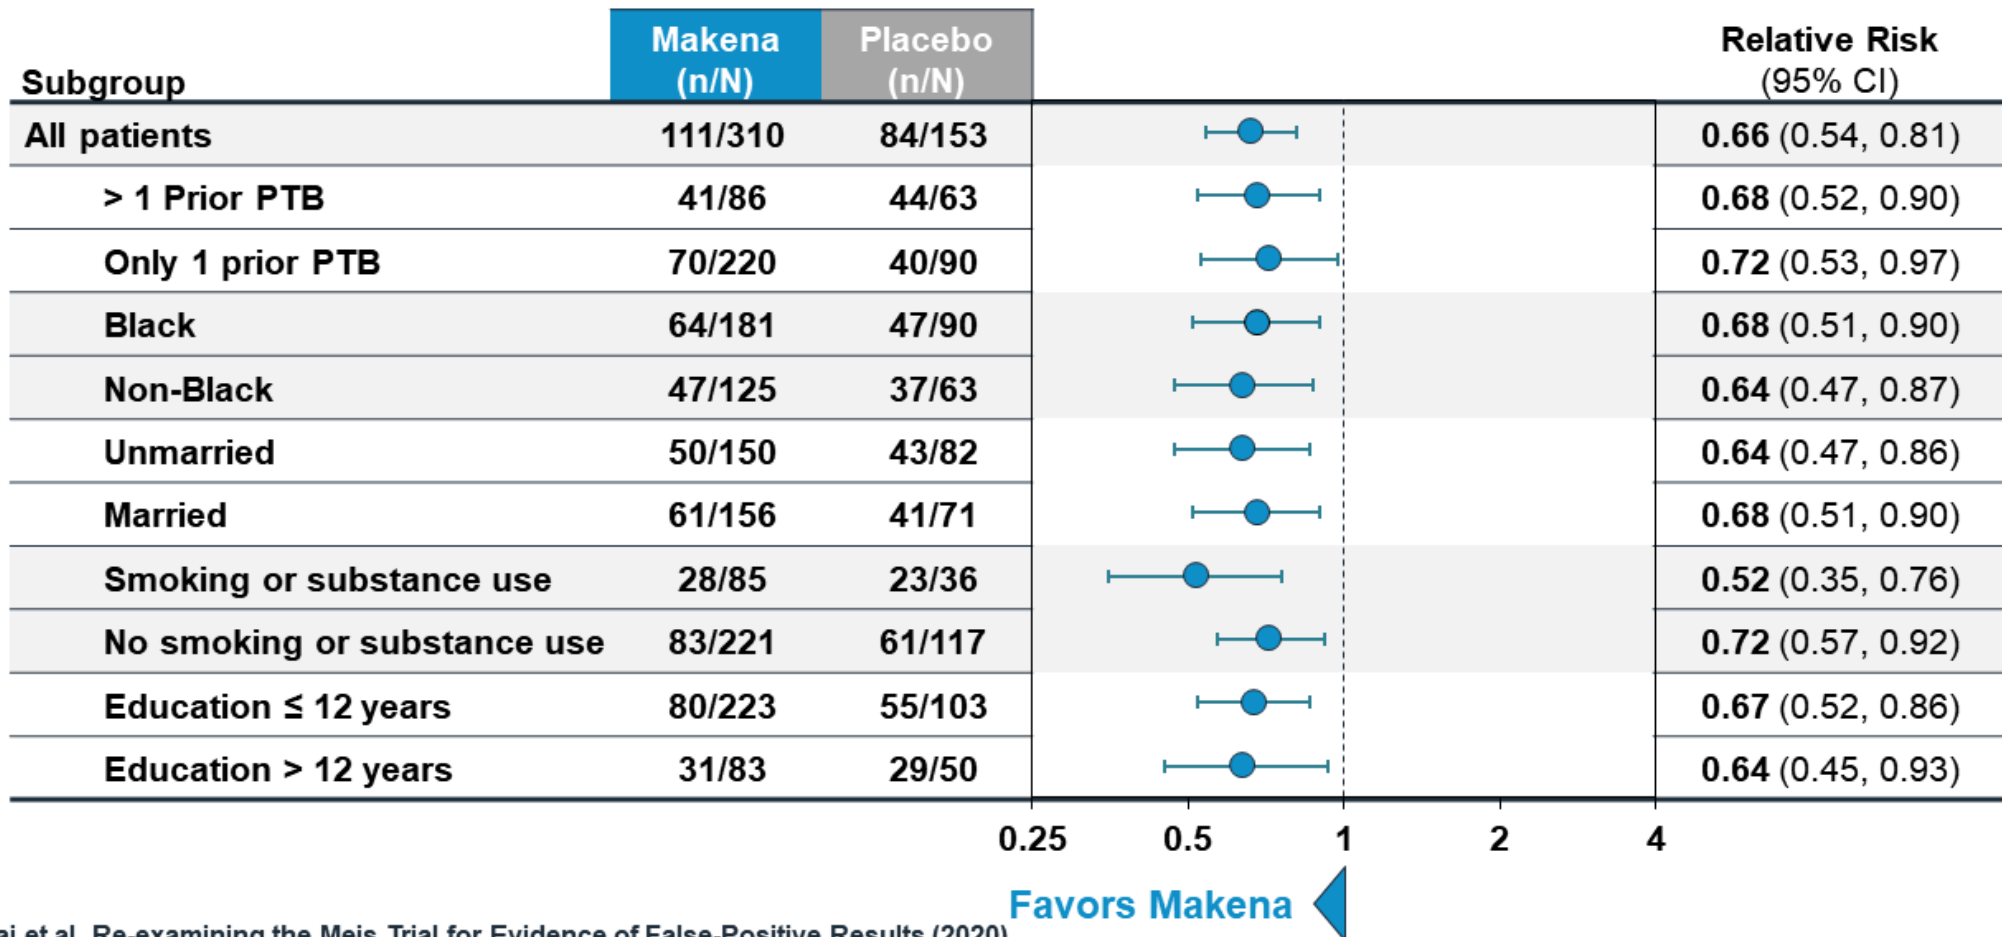 Subgroup Makena (n/N) Placebo (n/N) Relative Risk (95% CI)
All patients 111/310 84/153 0.66 (0.54, 0.81)
> 1 Prior PTB 41/86 44/63 0.68 (0.52, 0.90)
Only 1 prior PTB 70/220 40/90 0.72 (0.53, 0.97)
Black 64/181 47/90 0.68 (0.51, 0.90)
Non-Black 47/125 37/63 0.64 (0.47, 0.87)
Unmarried 50/150 43/82 0.64 (0.47, 0.86)
Married 61/156 41/71 0.68 (0.51, 0.90)
Smoking or substance use 28/85 23/36 0.52 (0.35, 0.76)
No smoking or substance use 83/221 61/117 0.72 (0.57, 0.92)
Education ≤ 12 years 80/223 55/103 0.67 (0.52, 0.86)
Education > 12 years 31/83 29/50 0.64 (0.45, 0.93)
0.25 0.5 1 2 4
Favors Makena
et al. Re-examining the Meis Trial for Evidence of False-Positive Results (2020)